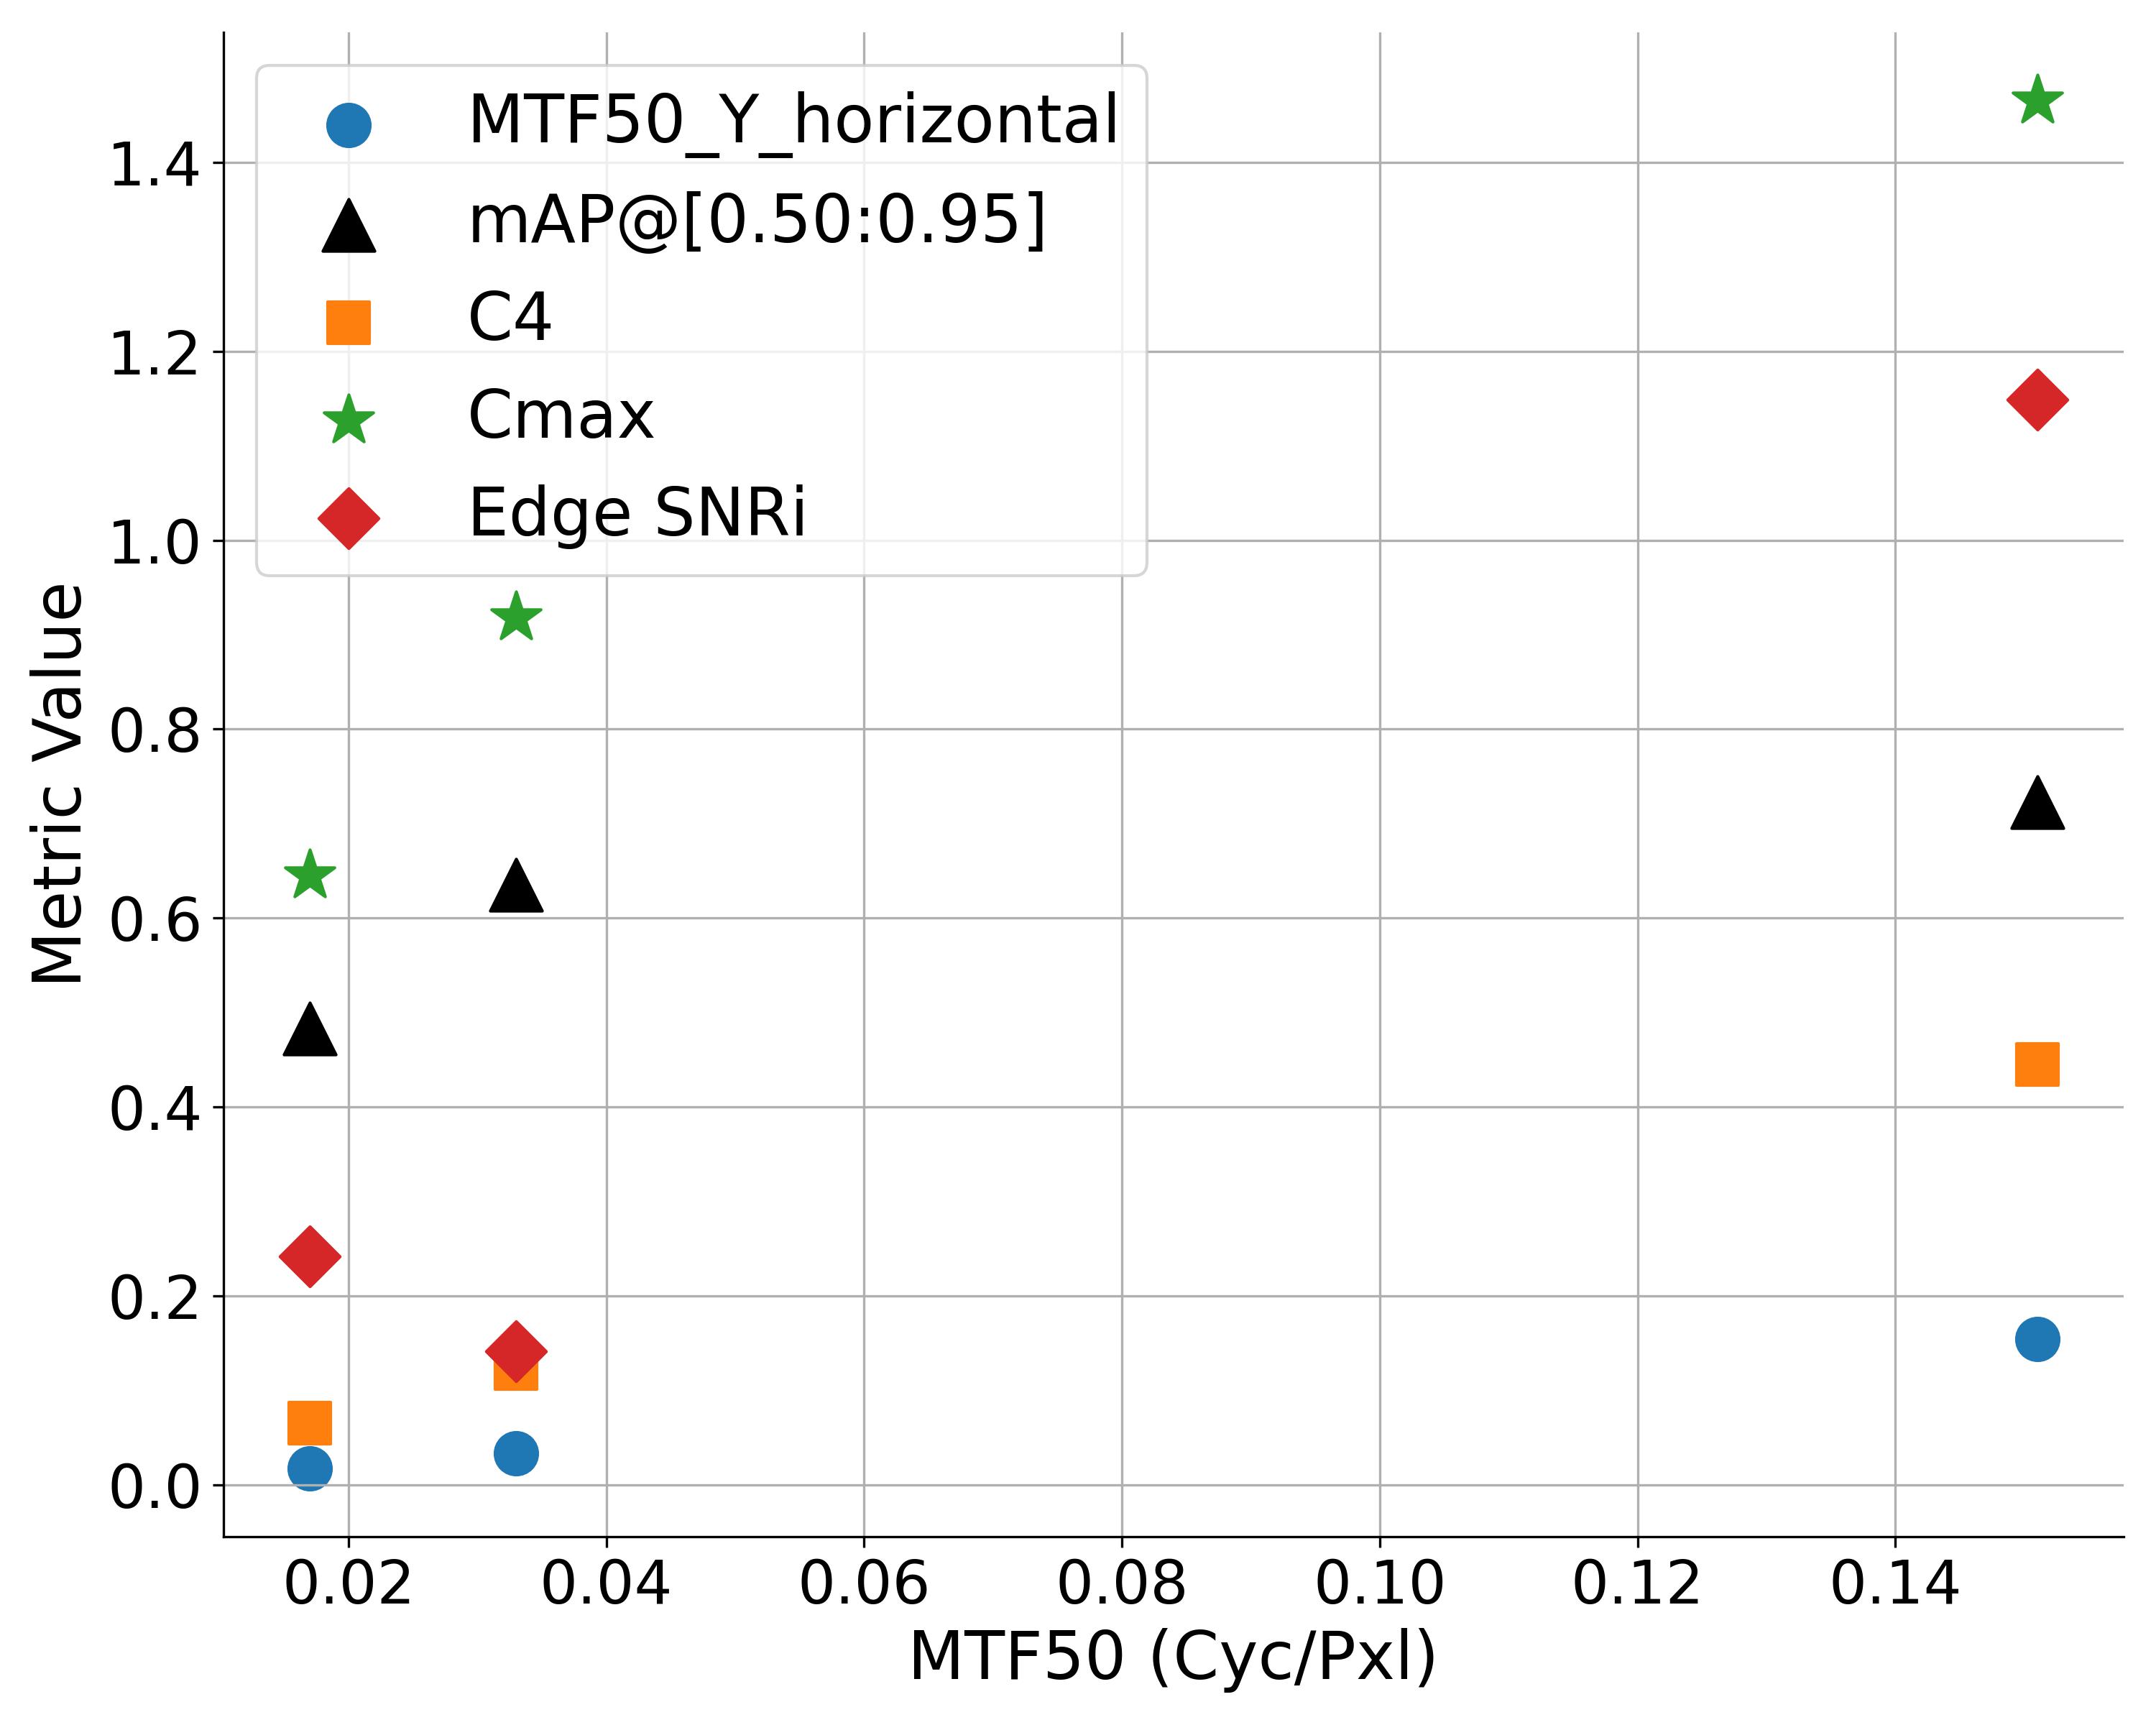 MTF50_Y_horizontal
mAP@[0.50:0.95]
C4
Cmax
Edge SNRi
1.4
1.2
1.0
0.8
0.6
0.4
0.2
0.0
Metric Value
0.02 0.04 0.06 0.08 0.10 0.12 0.14
MTF50 (Cyc/Pxl)